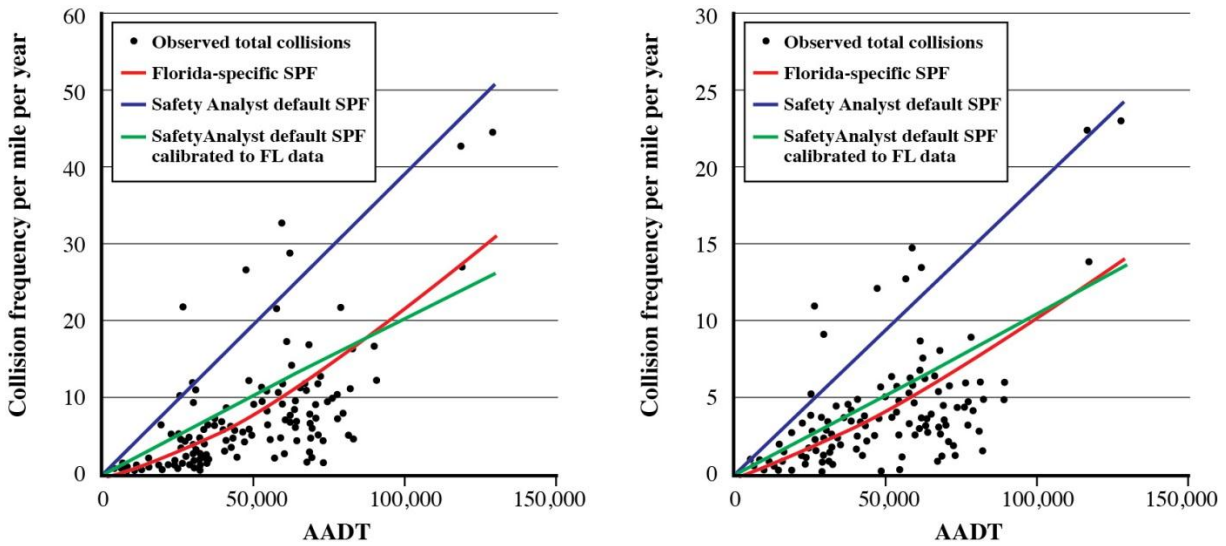 60
50
40
30
20
10
0
Collision frequency per mile per year
Observed total collisions
Florida-specific SPF
Safety Analyst default SPF
SafetyAnalyst default SPF
calibrated to FL data
0
50,000
100,000
150,000
AADT
30
25
20
15
10
5
0
Collision frequency per mile per year
Observed total collisions
Florida-specific SPF
Safety Analyst default SPF
SafetyAnalyst default SPF
calibrated to FL data
0
50,000
100,000
150,000
AADT